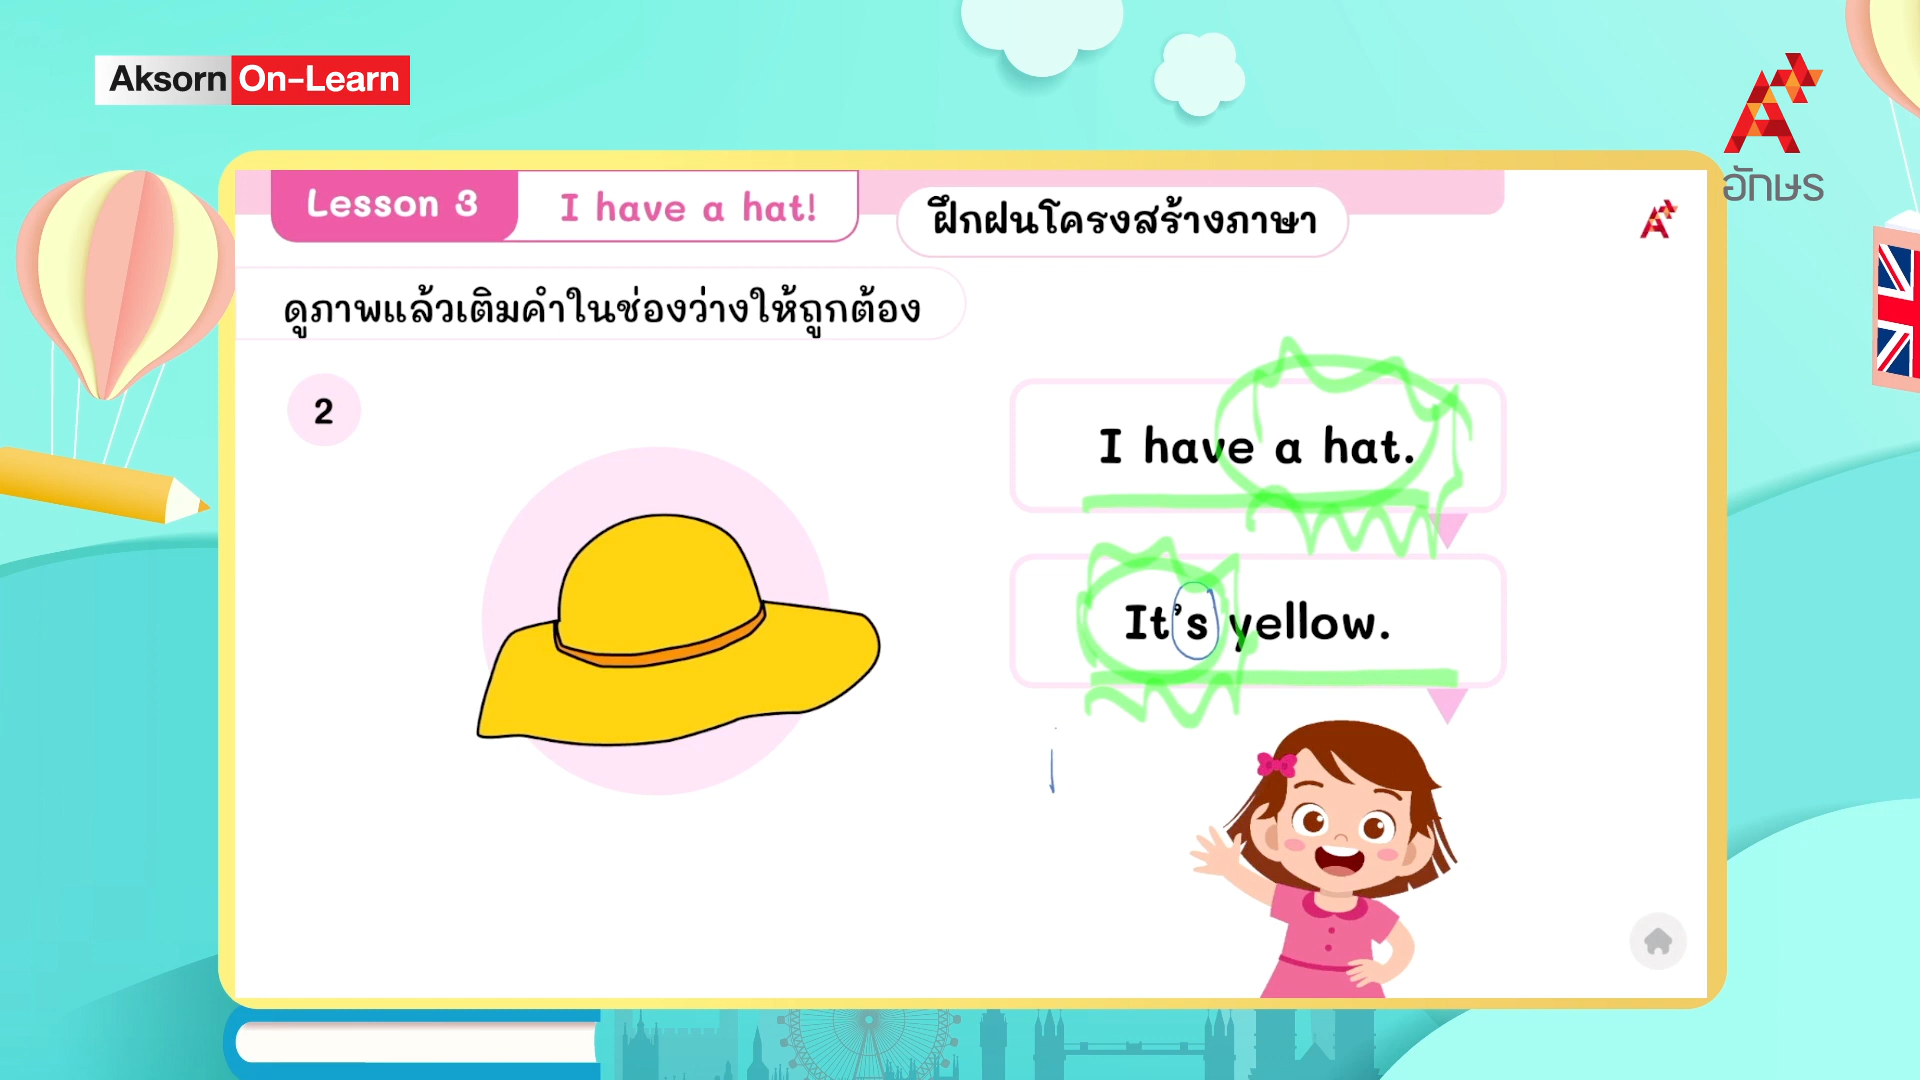 Aksorn On-Learn
อักษร
Lesson 3
I have a hat!
ฝึกฝนโครงสร้างภาษา
ดูภาพแล้วเติมคำในช่องว่างให้ถูกต้อง
2
I have a hat.
It's yellow.